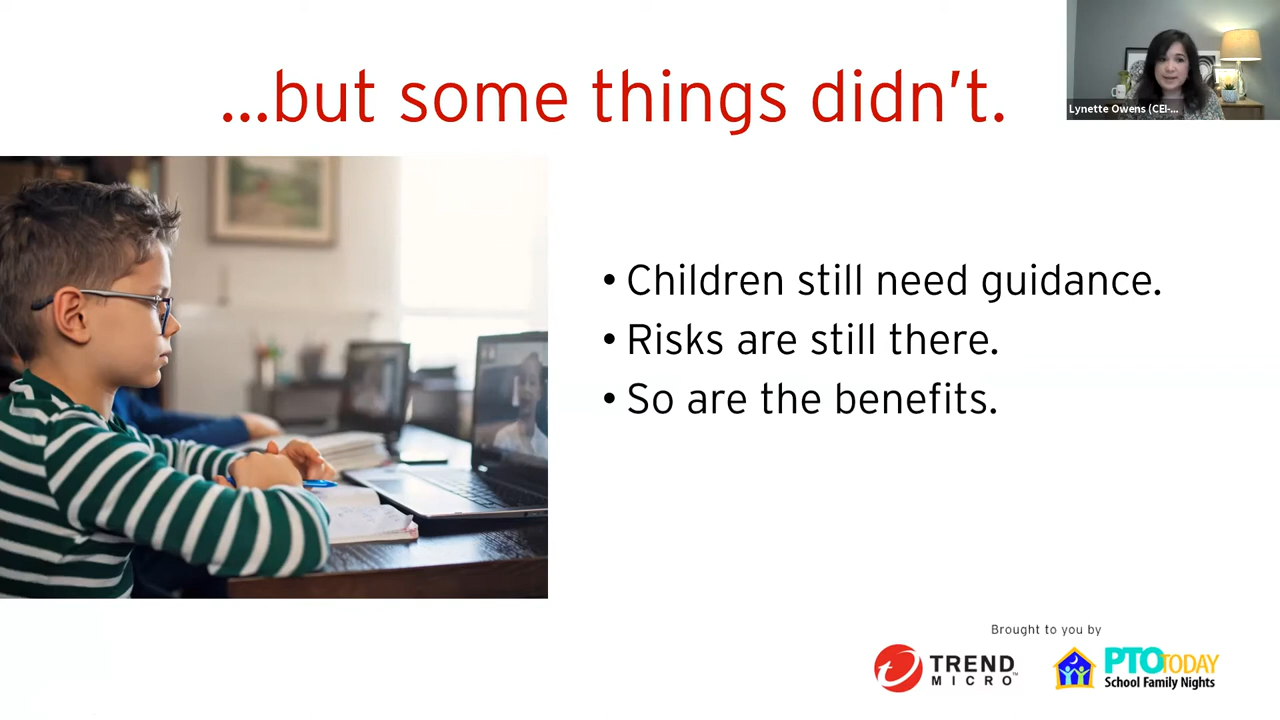 ...but some things didn't.
Lynette Owens (CEI-...
• Children still need guidance.
• Risks are still there.
• So are the benefits.
Brought to you by
TREND MICRO™
PTO TODAY
School Family Nights